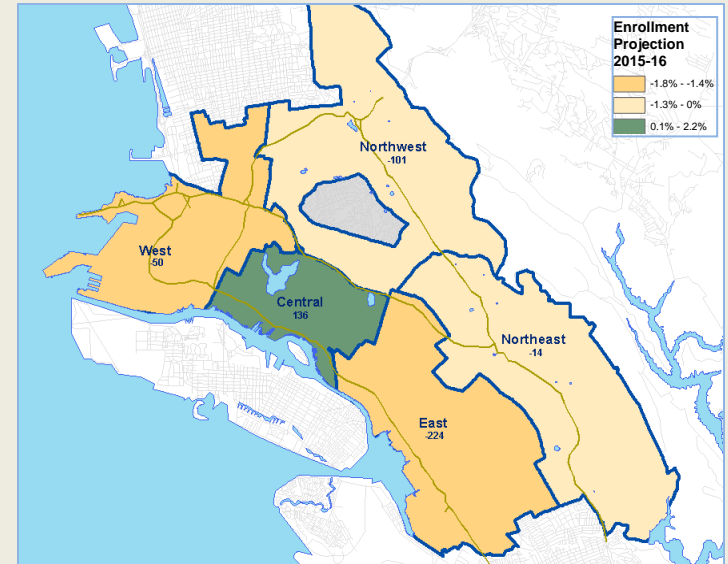 Enrollment
Projection
2015-16
-1.8% - -1.4%
-1.3% - 0%
0.1% - 2.2%
Northwest
-101
West
-50
Central
136
Northeast
-14
East
-224